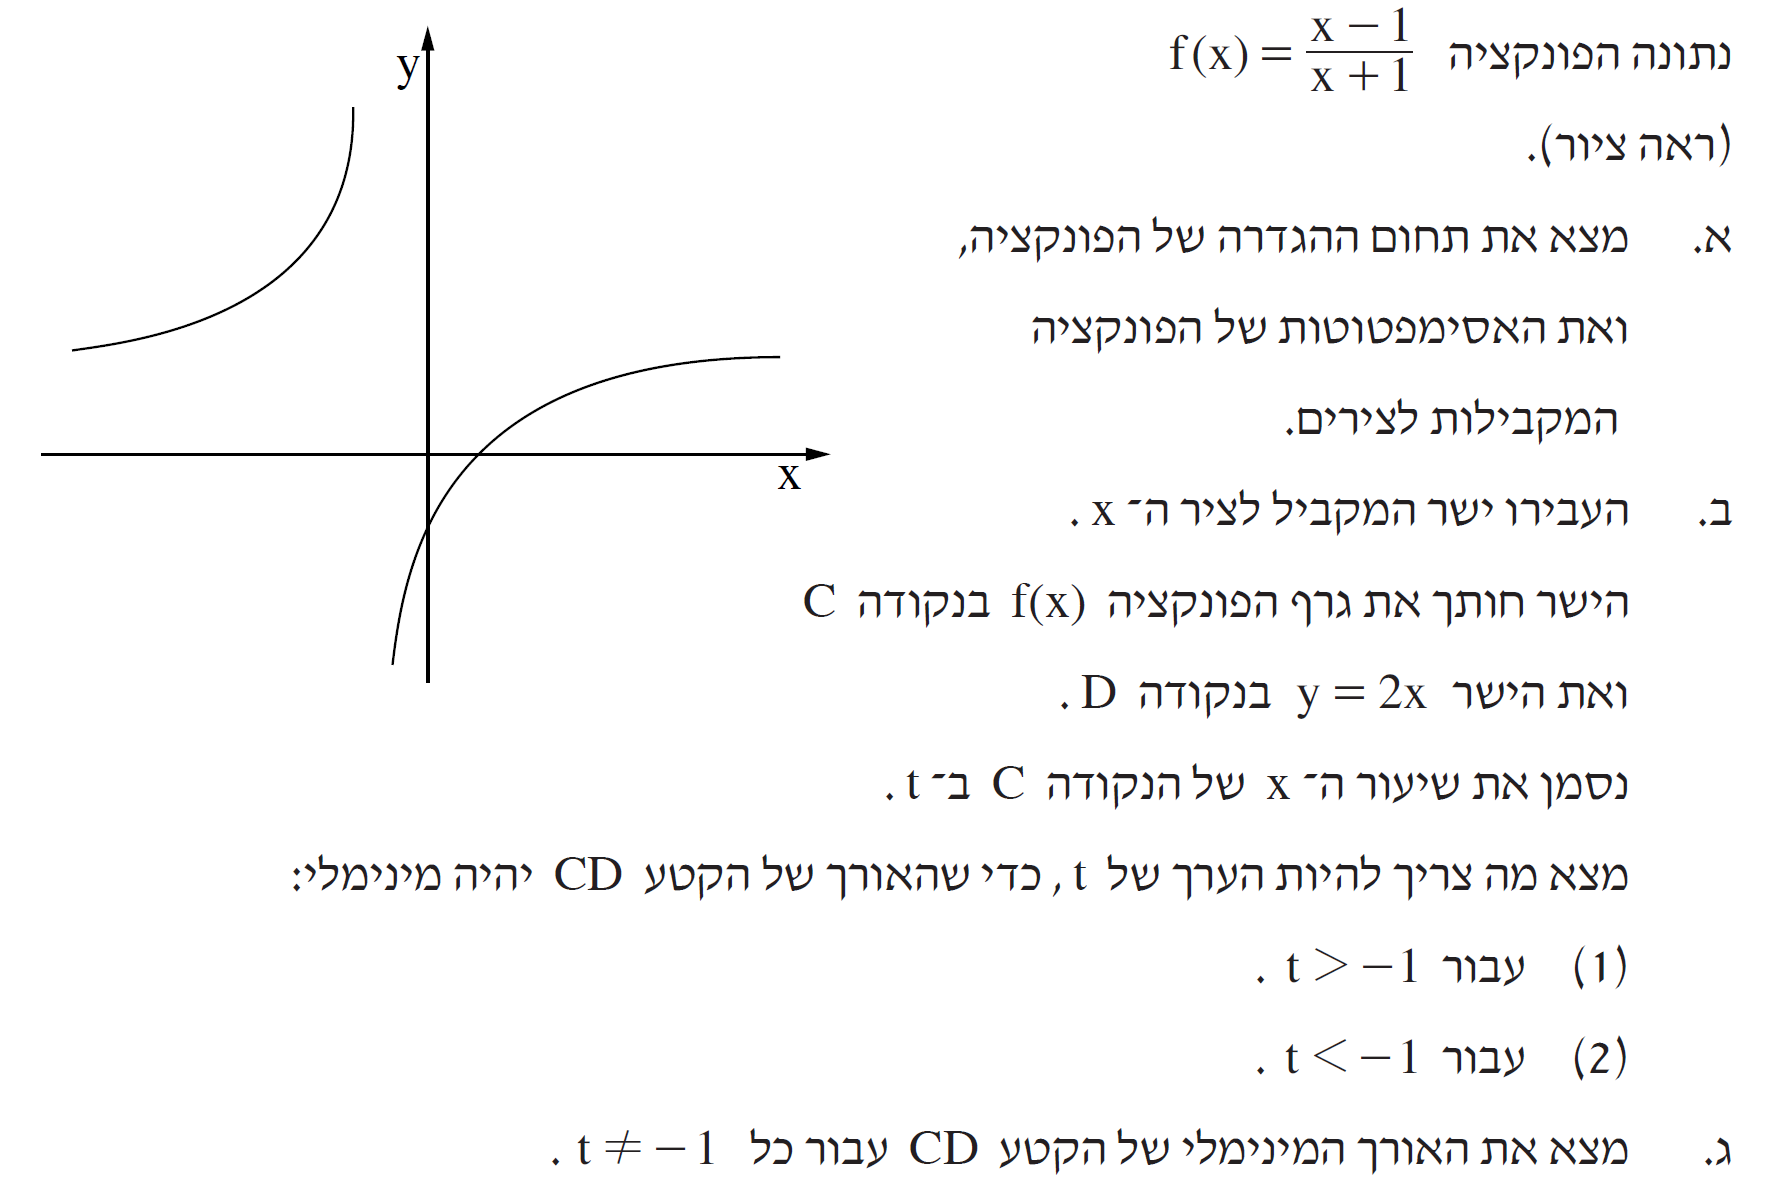 נתונה הפונקציה f(x) = (x − 1)/(x + 1)
(ראה ציור).
א. מצא את תחום ההגדרה של הפונקציה,
ואת האסימפטוטות של הפונקציה
המקבילות לצירים.
ב. העבירו ישר המקביל לציר ה־ x .
הישר חותך את גרף הפונקציה f(x) בנקודה C
ואת הישר y = 2x בנקודה D .
נסמן את שיעור ה־ x של הנקודה C ב־ t .
מצא מה צריך להיות הערך של t , כדי שהאורך של הקטע CD יהיה מינימלי:
(1) עבור t > −1 .
(2) עבור t < −1 .
ג. מצא את האורך המינימלי של הקטע CD עבור כל t ≠ −1 .
y
x